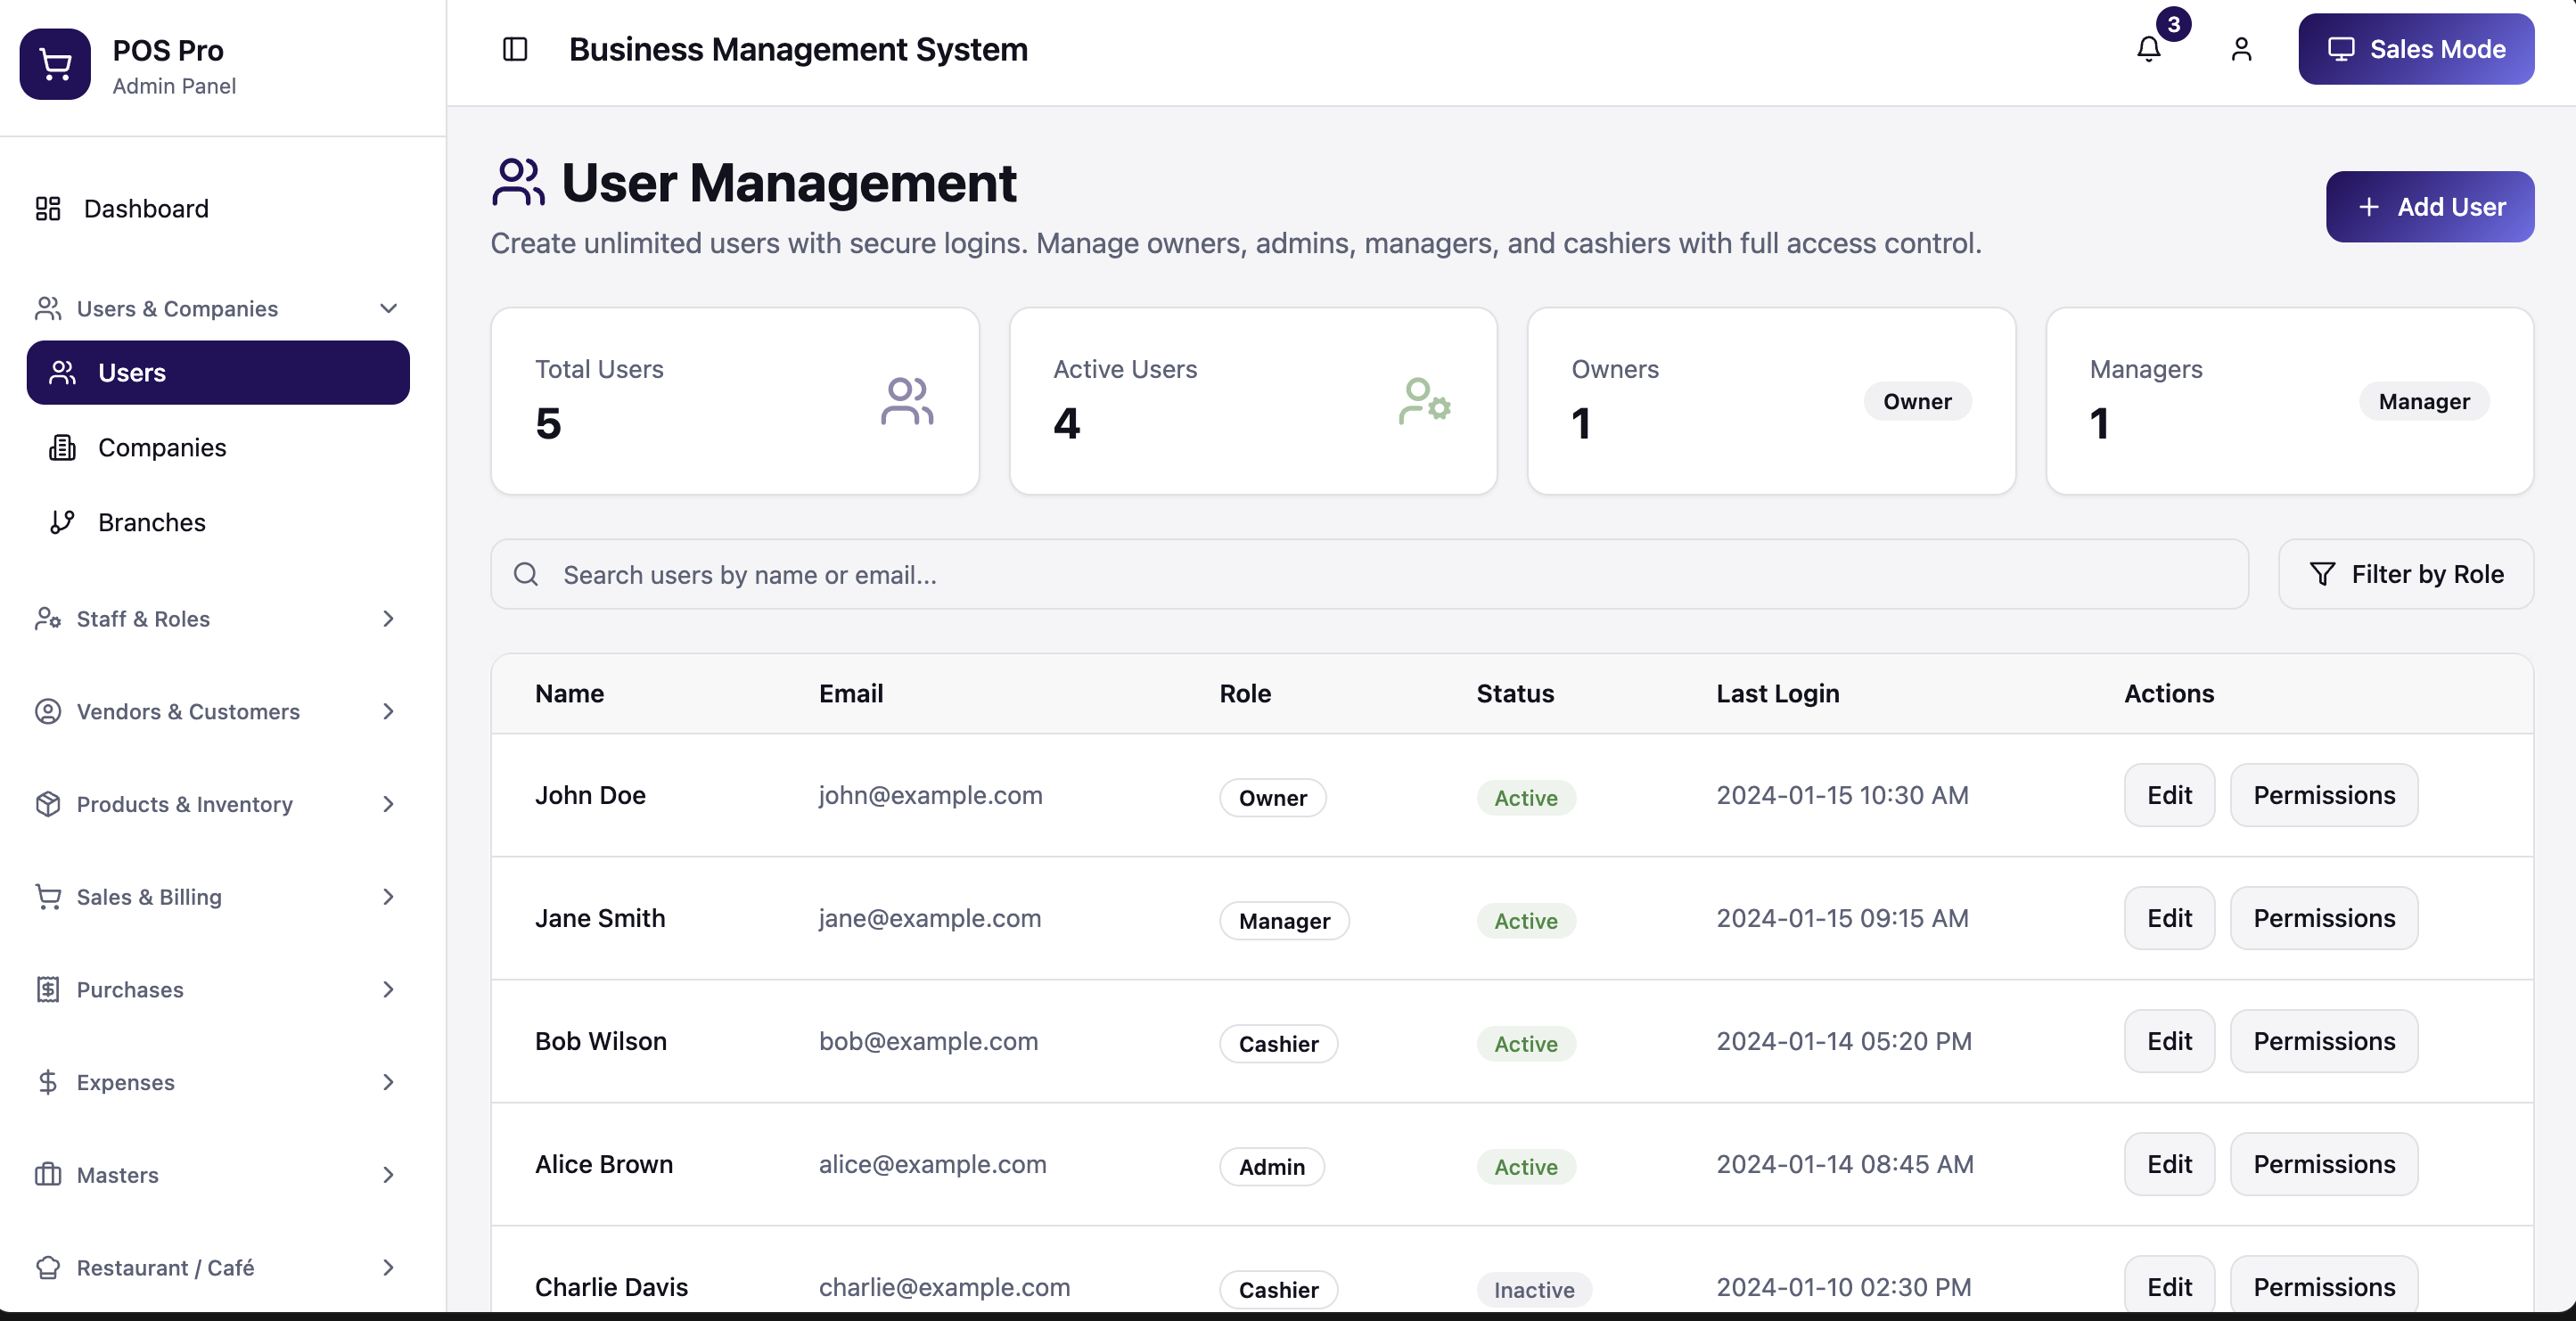 POS Pro
Admin Panel
Dashboard
Users & Companies
Users
Companies
Branches
Staff & Roles
Vendors & Customers
Products & Inventory
Sales & Billing
Purchases
Expenses
Masters
Restaurant / Café
Business Management System
3
Sales Mode
User Management
Create unlimited users with secure logins. Manage owners, admins, managers, and cashiers with full access control.
Add User
Total Users
5
Active Users
4
Owners
1
Owner
Managers
1
Manager
Search users by name or email...
Filter by Role
Name Email Role Status Last Login Actions
John Doe john@example.com Owner Active 2024-01-15 10:30 AM Edit Permissions
Jane Smith jane@example.com Manager Active 2024-01-15 09:15 AM Edit Permissions
Bob Wilson bob@example.com Cashier Active 2024-01-14 05:20 PM Edit Permissions
Alice Brown alice@example.com Admin Active 2024-01-14 08:45 AM Edit Permissions
Charlie Davis charlie@example.com Cashier Inactive 2024-01-10 02:30 PM Edit Permissions